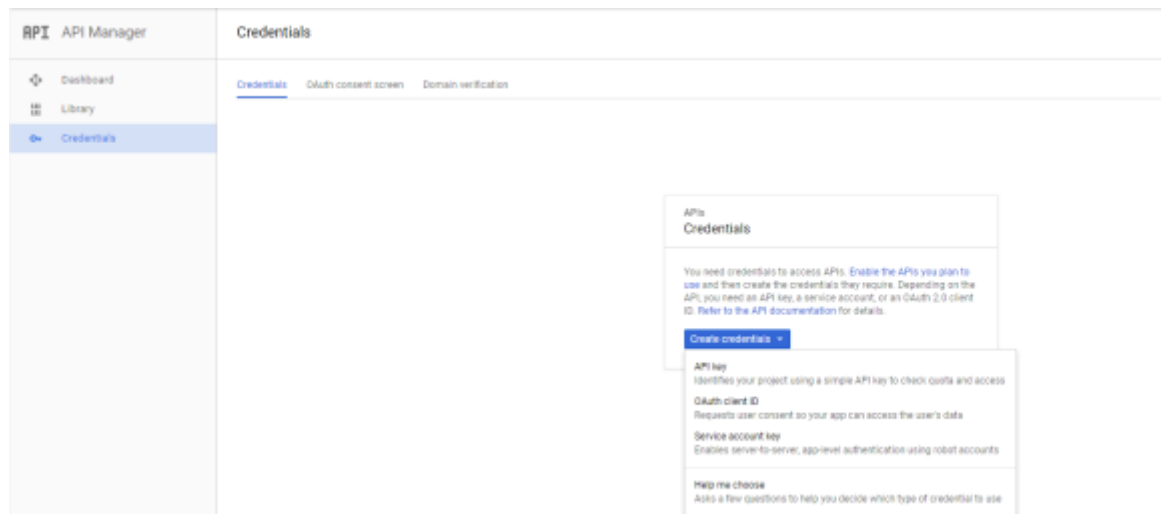 API API Manager
Credentials
Dashboard
Library
Credentials
Credentials OAuth consent screen Domain verification
APIs
Credentials
You need credentials to access APIs. Enable the APIs you plan to
use and then create the credentials they require. Depending on the
API, you need an API key, a service account, or an OAuth 2.0 client
ID. Refer to the API documentation for details.
Create credentials
API key
Identifies your project using a simple API key to check quota and access
OAuth client ID
Requests user consent so your app can access the user's data
Service account key
Enables server-to-server, app-level authentication using robot accounts
Help me choose
Asks a few questions to help you decide which type of credential to use